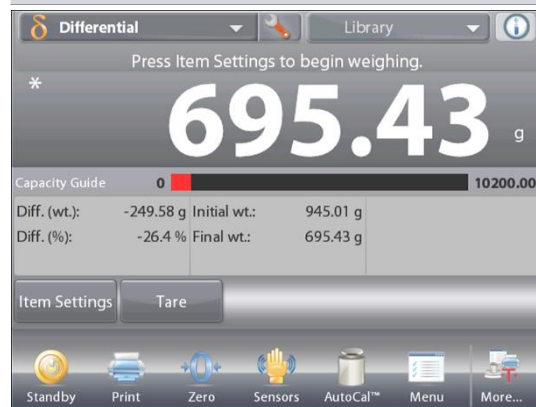 δ Differential Library
Press Item Settings to begin weighing.
* 695.43 g
Capacity Guide 0 10200.00
Diff. (wt.): -249.58 g Initial wt.: 945.01 g
Diff. (%): -26.4 % Final wt.: 695.43 g
Item Settings Tare
Standby Print Zero Sensors AutoCal™ Menu More...